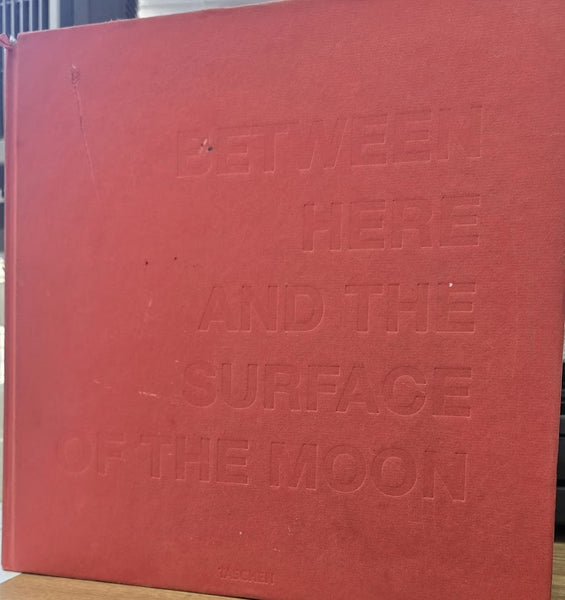 BETWEEN
HERE
AND THE
SURFACE
OF THE MOON
TASCHEN